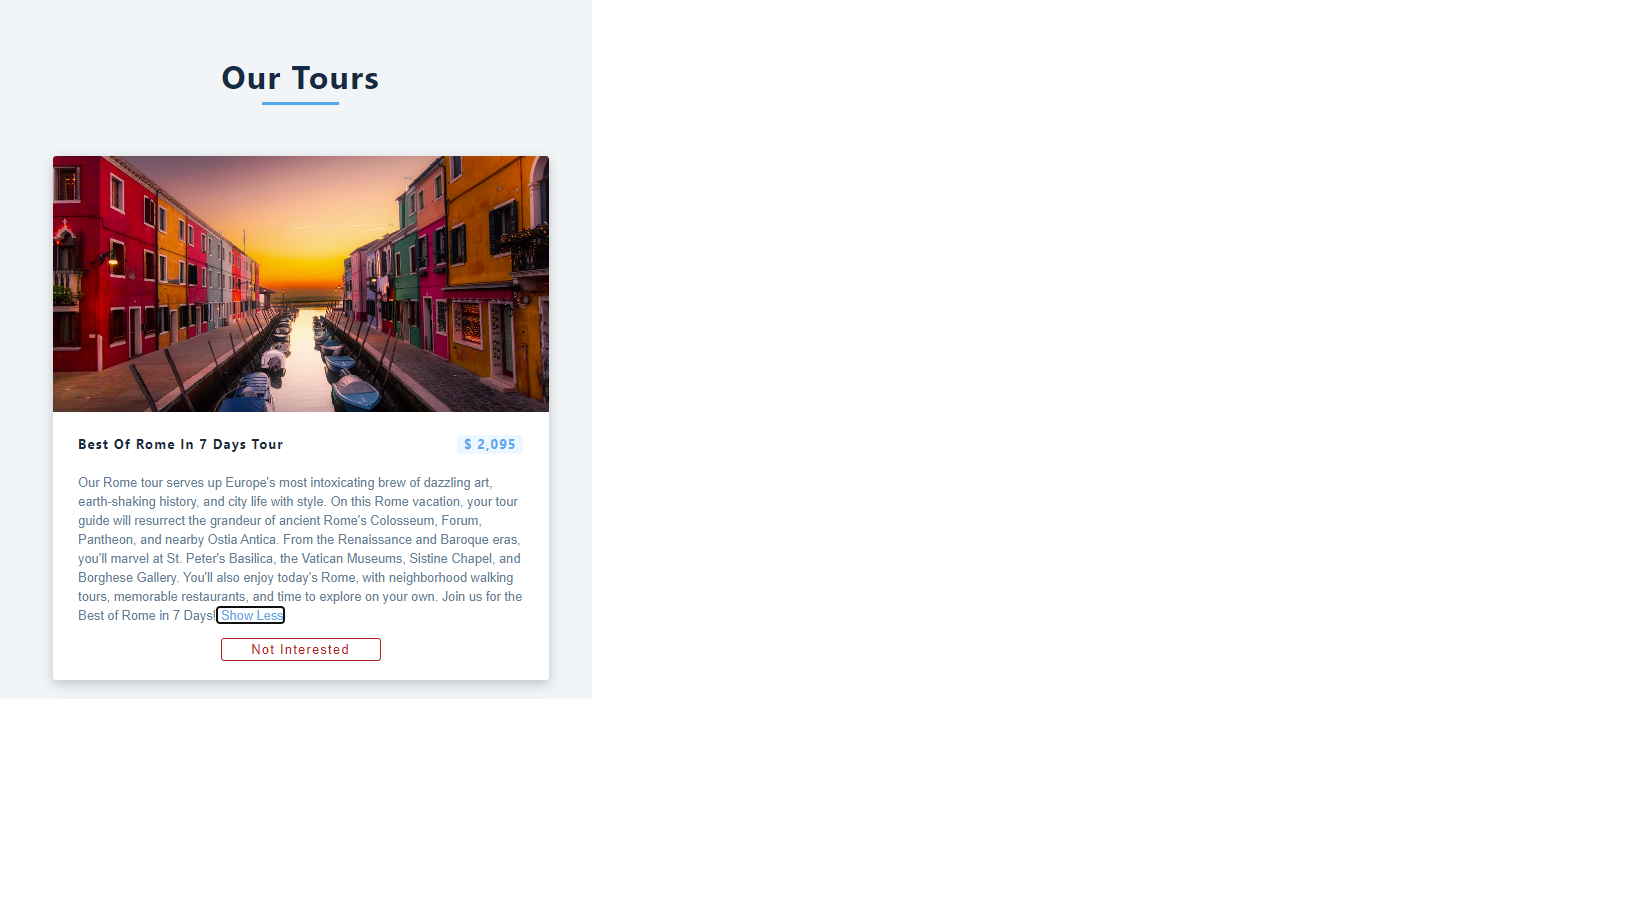 Our Tours
Best Of Rome In 7 Days Tour
$ 2,095
Our Rome tour serves up Europe's most intoxicating brew of dazzling art,
earth-shaking history, and city life with style. On this Rome vacation, your tour
guide will resurrect the grandeur of ancient Rome's Colosseum, Forum,
Pantheon, and nearby Ostia Antica. From the Renaissance and Baroque eras,
you'll marvel at St. Peter's Basilica, the Vatican Museums, Sistine Chapel, and
Borghese Gallery. You'll also enjoy today's Rome, with neighborhood walking
tours, memorable restaurants, and time to explore on your own. Join us for the
Best of Rome in 7 Days! Show Less
Not Interested